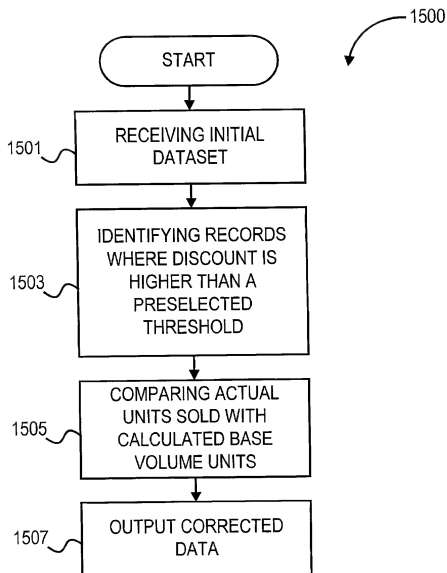 1500
START
1501
RECEIVING INITIAL
DATASET
1503
IDENTIFYING RECORDS
WHERE DISCOUNT IS
HIGHER THAN A
PRESELECTED
THRESHOLD
1505
COMPARING ACTUAL
UNITS SOLD WITH
CALCULATED BASE
VOLUME UNITS
1507
OUTPUT CORRECTED
DATA